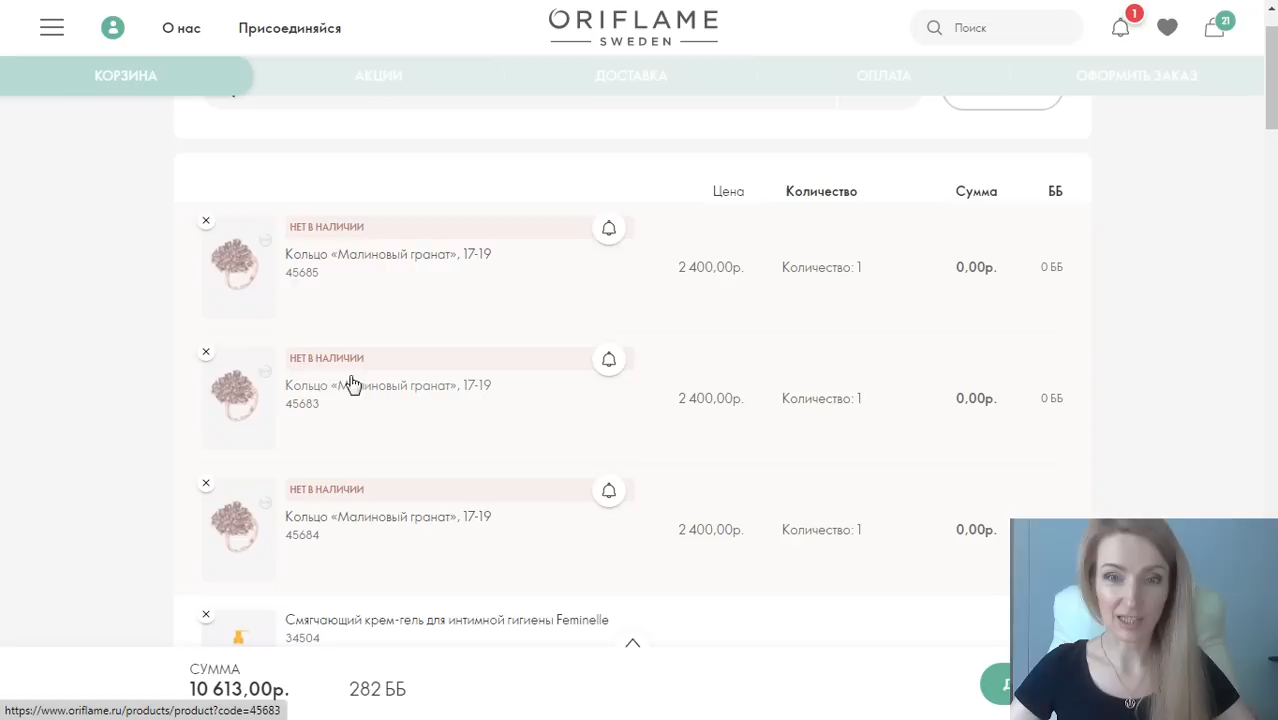 О нас
Присоединяйся
ORIFLAME
SWEDEN
Поиск
1
21
КОРЗИНА
АКЦИИ
ДОСТАВКА
ОПЛАТА
ОФОРМИТЬ ЗАКАЗ
Цена
Количество
Сумма
ББ
НЕТ В НАЛИЧИИ
Кольцо «Малиновый гранат», 17-19
45685
2 400,00р.
Количество: 1
0,00р.
0 ББ
НЕТ В НАЛИЧИИ
Кольцо «Малиновый гранат», 17-19
45683
2 400,00р.
Количество: 1
0,00р.
0 ББ
НЕТ В НАЛИЧИИ
Кольцо «Малиновый гранат», 17-19
45684
2 400,00р.
Количество: 1
0,00р.
Смягчающий крем-гель для интимной гигиены Feminelle
34504
СУММА
10 613,00р.
282 ББ
https://www.oriflame.ru/products/product?code=45683